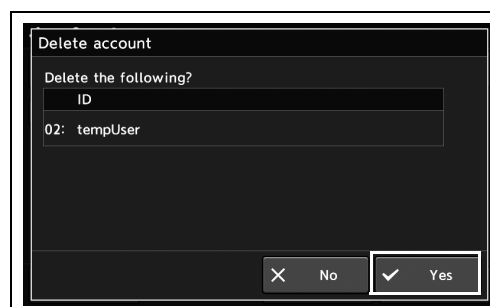 Delete account
Delete the following?
ID
02: tempUser
No
Yes